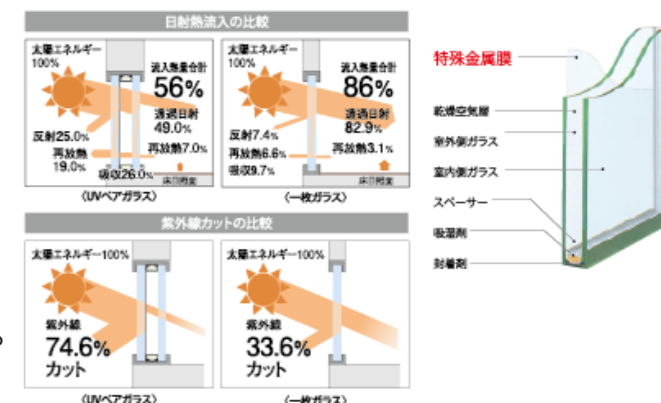 日射熱流入の比較
太陽エネルギー
100%
流入熱量合計
56%
透過日射
49.0%
反射25.0%
再放熱
19.0%
再放熱7.0%
吸収26.0%
〈UVペアガラス〉
太陽エネルギー
100%
流入熱量合計
86%
透過日射
82.9%
反射7.4%
再放熱6.6%
再放熱3.1%
吸収9.7%
〈一枚ガラス〉
紫外線カットの比較
太陽エネルギー100%
紫外線
74.6%
カット
〈UVペアガラス〉
太陽エネルギー100%
紫外線
33.6%
カット
〈一枚ガラス〉
特殊金属膜
乾燥空気層
室外側ガラス
室内側ガラス
スペーサー
吸湿剤
封着剤